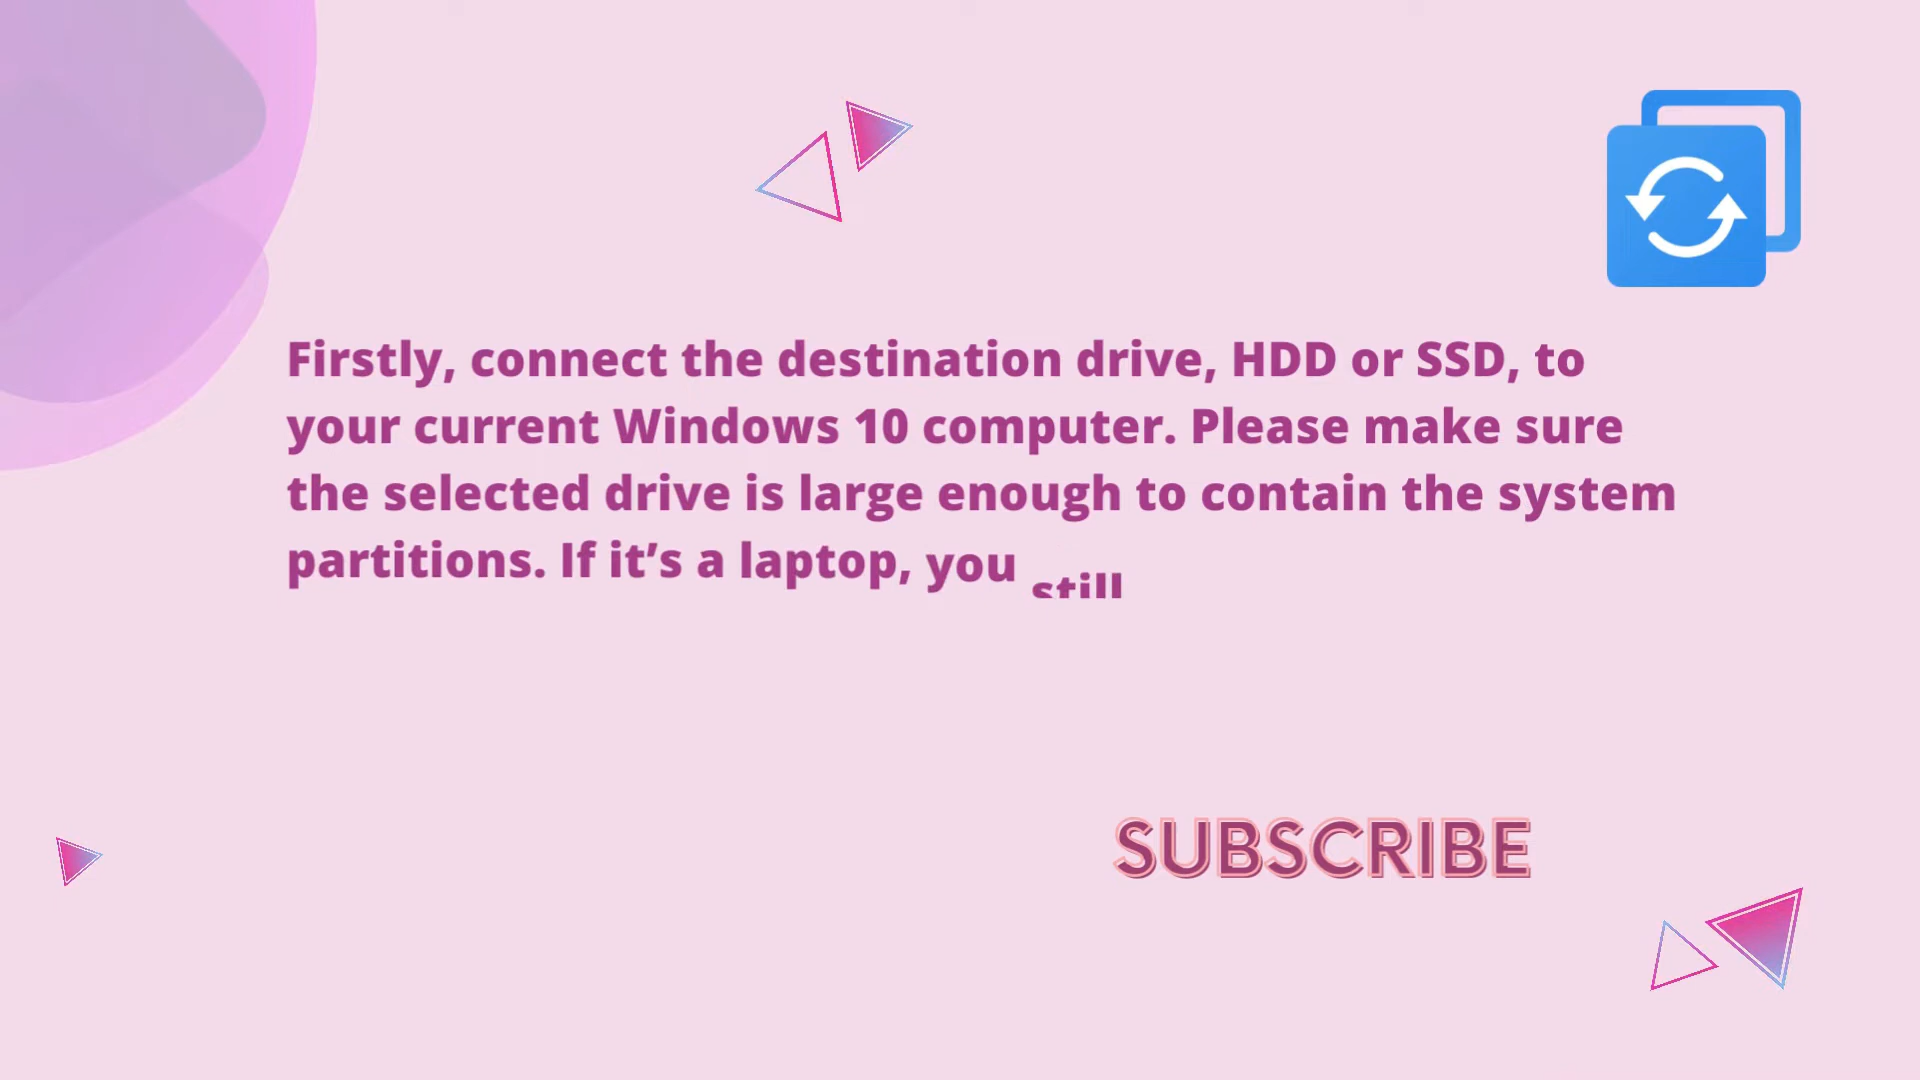 Firstly, connect the destination drive, HDD or SSD, to
your current Windows 10 computer. Please make sure
the selected drive is large enough to contain the system
partitions. If it’s a laptop, you still
SUBSCRIBE